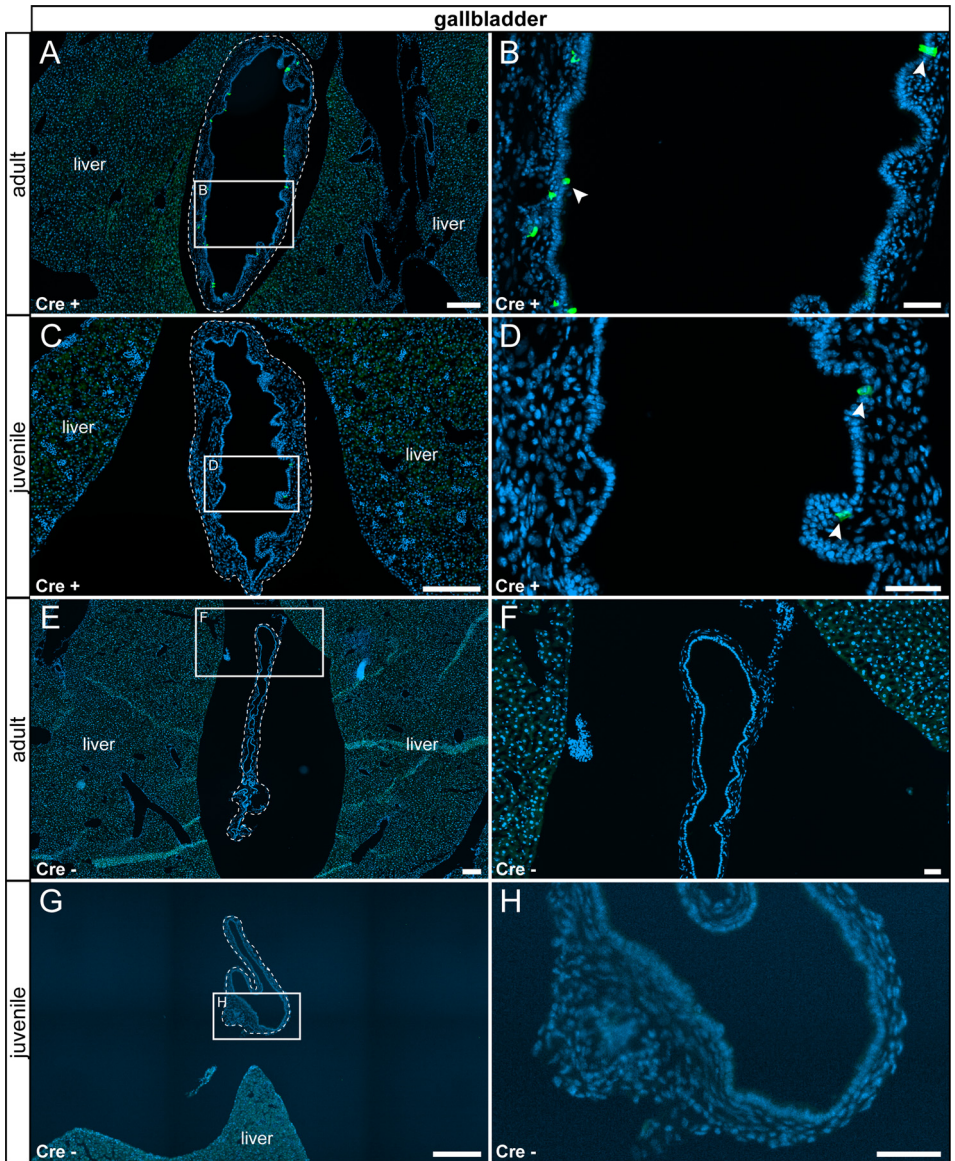 gallbladder
adult
A
B
liver
B
liver
Cre +
Cre +
juvenile
C
D
liver
liver
D
Cre +
Cre +
adult
E
F
F
liver
liver
Cre -
Cre -
juvenile
G
H
H
liver
Cre -
Cre -